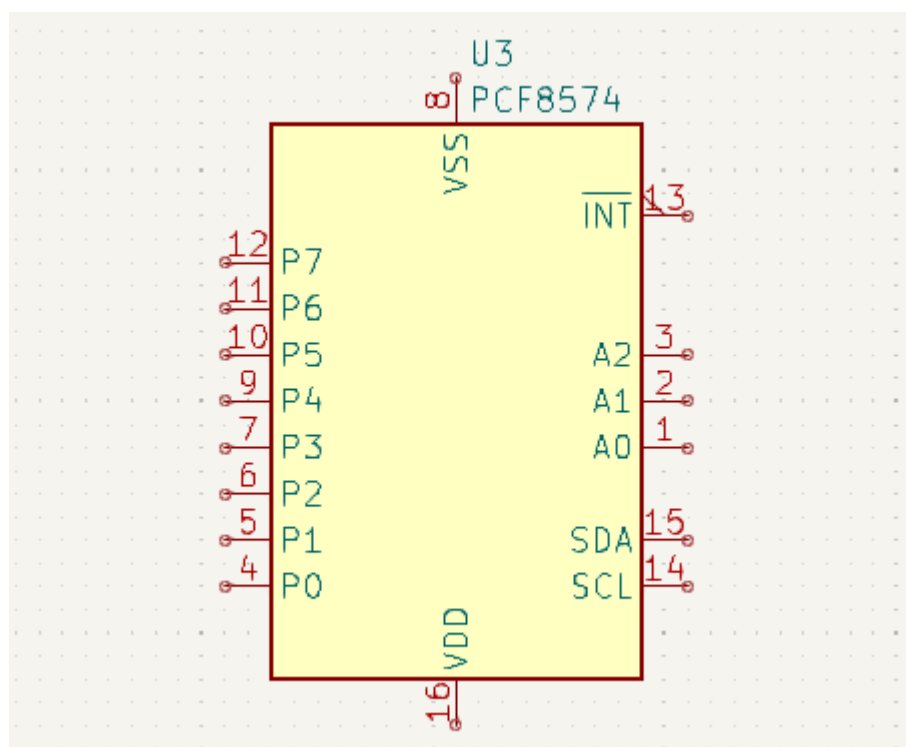 U3
8 PCF8574
VSS
INT 13
12 P7
11 P6
10 P5
A2 3
9 P4
A1 2
7 P3
A0 1
6 P2
5 P1
SDA 15
4 P0
SCL 14
VDD
16